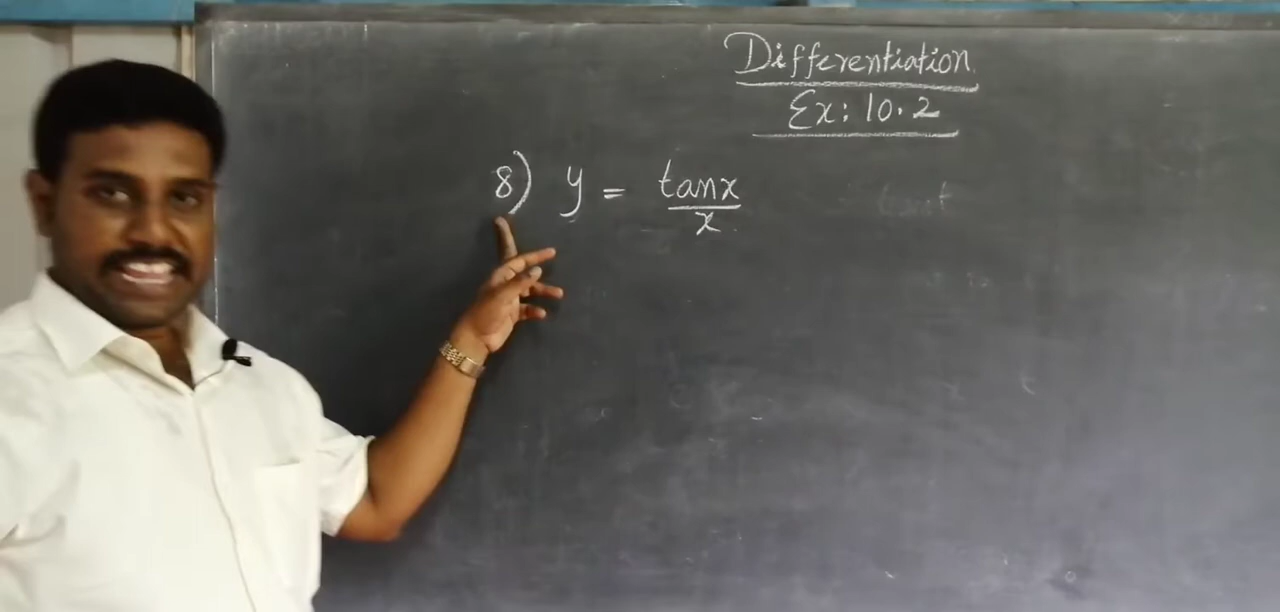 Differentiation
Ex: 10.2
8) y = tanx/x